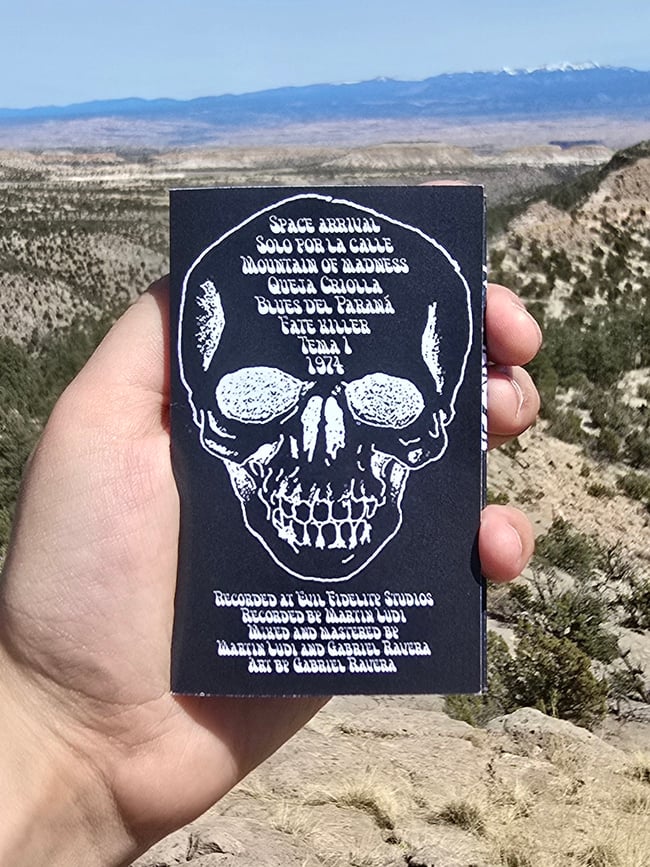 Space arrival
Solo por la calle
Mountain of madness
Queja Criolla
Blues del Paraná
Fate killer
Tema 1
1974
Recorded at Evil Fidelity Studios
Recorded by Martin Ludi
Mixed and mastered by
Martin Ludi and Gabriel Ravera
Art by Gabriel Ravera